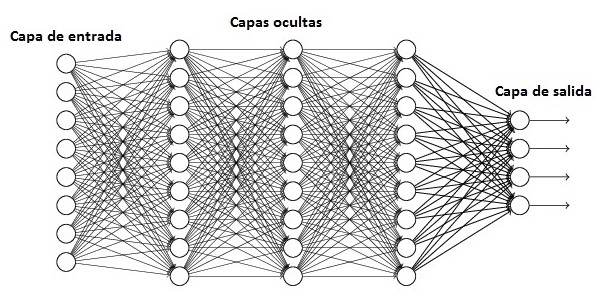 Capas ocultas
Capa de entrada
Capa de salida